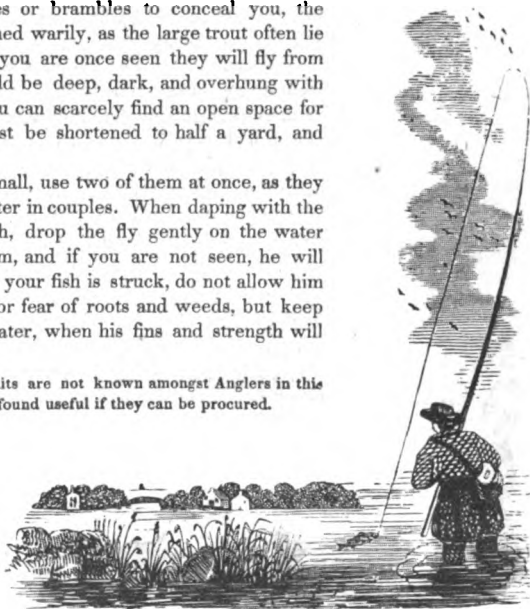 es or brambles to conceal you, the
ned warily, as the large trout often lie
you are once seen they will fly from
ld be deep, dark, and overhung with
u can scarcely find an open space for
st be shortened to half a yard, and
nall, use two of them at once, as they
ter in couples. When daping with the
h, drop the fly gently on the water
m, and if you are not seen, he will
your fish is struck, do not allow him
or fear of roots and weeds, but keep
ater, when his fins and strength will
its are not known amongst Anglers in this
found useful if they can be procured.